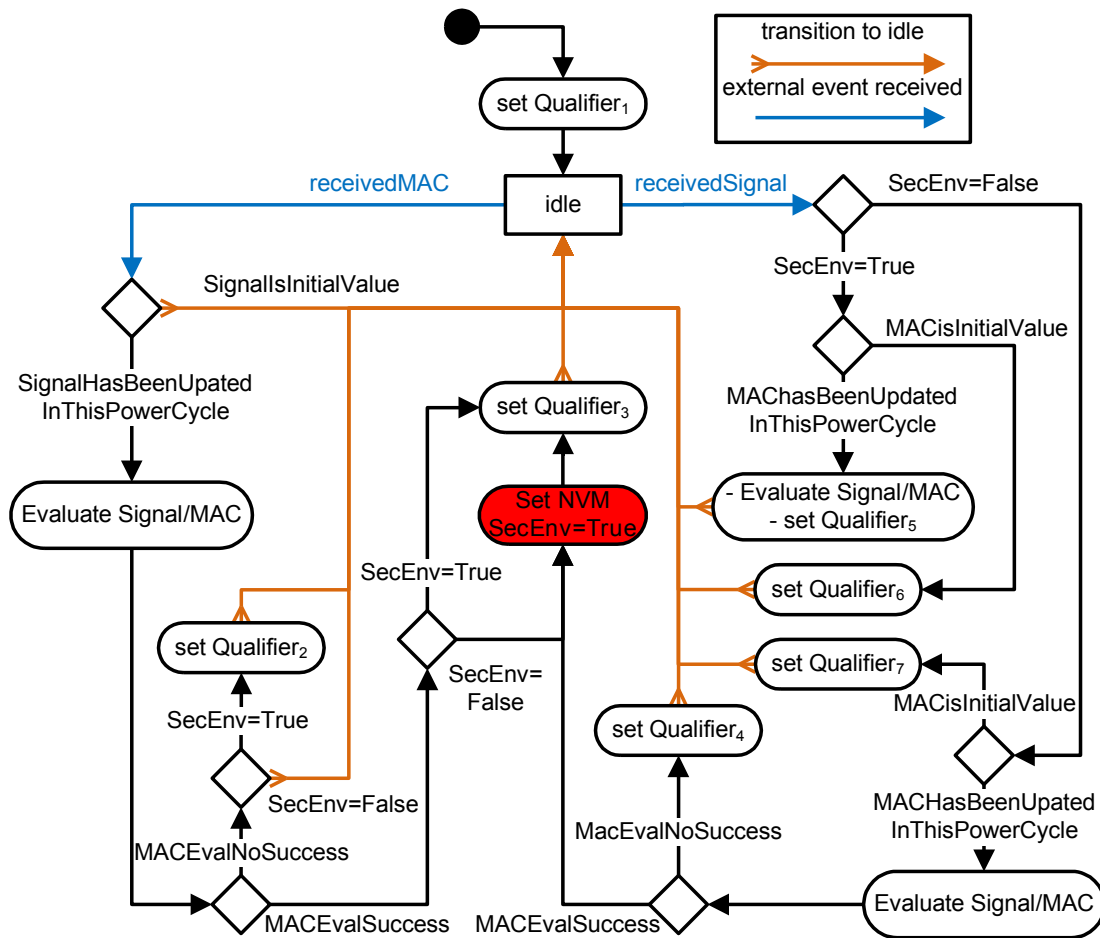 transition to idle
external event received
set Qualifier₁
receivedMAC
idle
receivedSignal
SecEnv=False
SecEnv=True
SignalIsInitialValue
MACisInitialValue
SignalHasBeenUpated
InThisPowerCycle
set Qualifier₃
MAChasBeenUpdated
InThisPowerCycle
Evaluate Signal/MAC
Set NVM
SecEnv=True
- Evaluate Signal/MAC
- set Qualifier₅
SecEnv=True
set Qualifier₆
set Qualifier₂
SecEnv=
False
set Qualifier₇
MACisInitialValue
SecEnv=True
set Qualifier₄
SecEnv=False
MACHasBeenUpated
InThisPowerCycle
MACEvalNoSuccess
MacEvalNoSuccess
MACEvalSuccess
MACEvalSuccess
Evaluate Signal/MAC